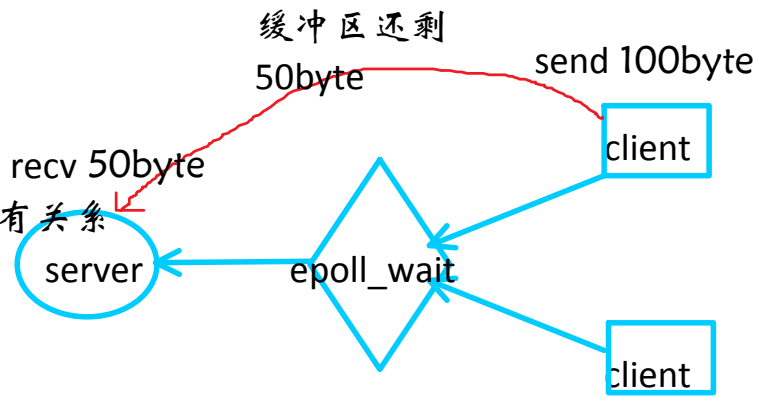 缓冲区还剩
50byte
send 100byte
client
recv 50byte
有关系
server
epoll_wait
client